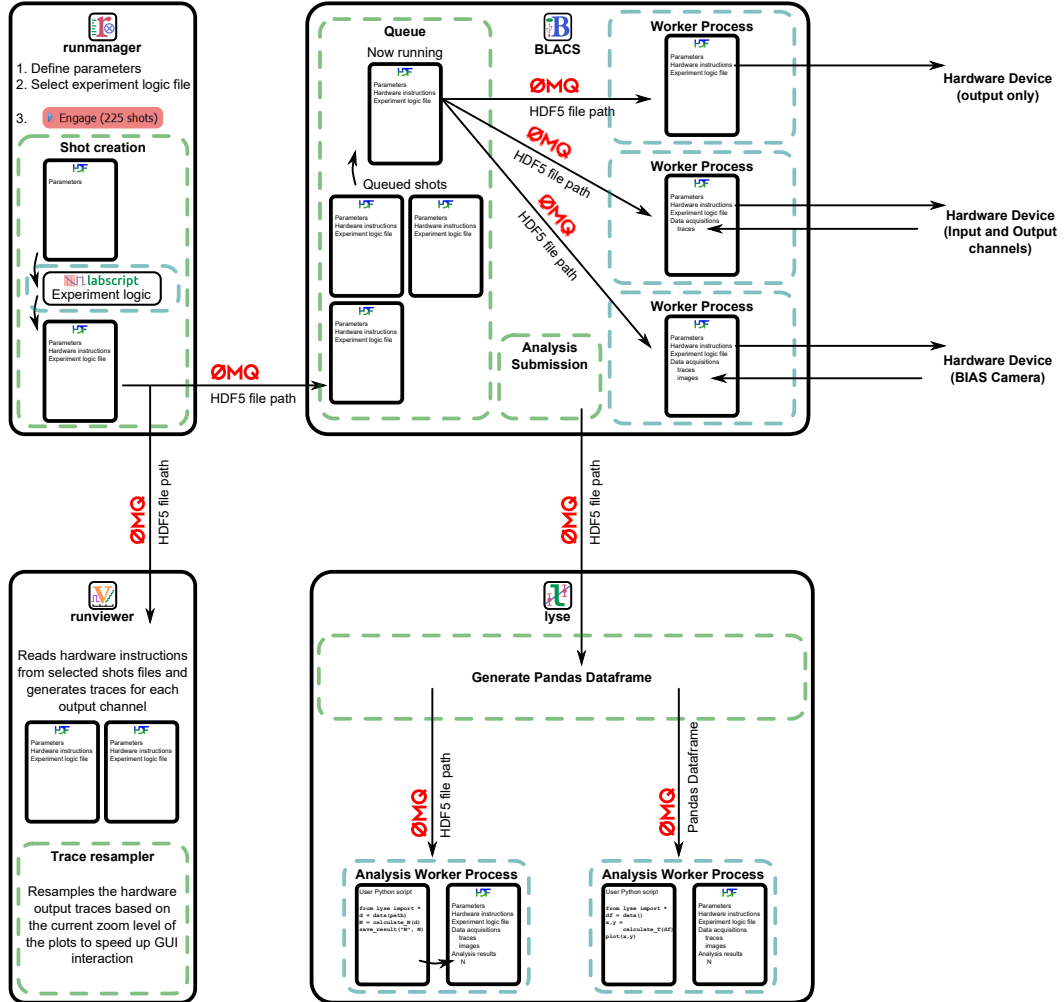 runmanager
1. Define parameters
2. Select experiment logic file
3.
Engage (225 shots)
Shot creation
HDF
Parameters
labscript
Experiment logic
HDF
Parameters
Hardware instructions
Experiment logic file
ØMQ
HDF5 file path
ØMQ
HDF5 file path
BLACS
Queue
Now running
HDF
Parameters
Hardware instructions
Experiment logic file
Queued shots
HDF
Parameters
Hardware instructions
Experiment logic file
HDF
Parameters
Hardware instructions
Experiment logic file
HDF
Parameters
Hardware instructions
Experiment logic file
ØMQ
HDF5 file path
ØMQ
HDF5 file path
ØMQ
HDF5 file path
Analysis
Submission
Worker Process
HDF
Parameters
Hardware instructions
Experiment logic file
Worker Process
HDF
Parameters
Hardware instructions
Experiment logic file
Data acquisitions
traces
Worker Process
HDF
Parameters
Hardware instructions
Experiment logic file
Data acquisitions
traces
images
Hardware Device
(output only)
Hardware Device
(Input and Output
channels)
Hardware Device
(BIAS Camera)
ØMQ
HDF5 file path
runviewer
Reads hardware instructions
from selected shots files and
generates traces for each
output channel
HDF
Parameters
Hardware instructions
Experiment logic file
HDF
Parameters
Hardware instructions
Experiment logic file
Trace resampler
Resamples the hardware
output traces based on
the current zoom level of
the plots to speed up GUI
interaction
lyse
Generate Pandas Dataframe
ØMQ
HDF5 file path
ØMQ
Pandas Dataframe
Analysis Worker Process
User Python script
from lyse import *
d = data(path)
N = calculate_N(d)
save_result("N", N)
HDF
Parameters
Hardware instructions
Experiment logic file
Data acquisitions
traces
images
Analysis results
N
Analysis Worker Process
User Python script
from lyse import *
df = data()
x,y =
calculate_T(df)
plot(x,y)
HDF
Parameters
Hardware instructions
Experiment logic file
Data acquisitions
traces
images
Analysis results
N